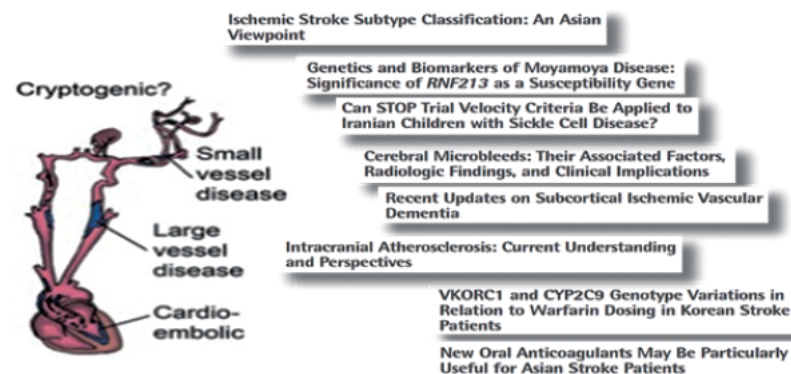 Ischemic Stroke Subtype Classification: An Asian
Viewpoint
Genetics and Biomarkers of Moyamoya Disease:
Significance of RNF213 as a Susceptibility Gene
Cryptogenic?
Can STOP Trial Velocity Criteria Be Applied to
Iranian Children with Sickle Cell Disease?
Small
vessel
disease
Cerebral Microbleeds: Their Associated Factors,
Radiologic Findings, and Clinical Implications
Recent Updates on Subcortical Ischemic Vascular
Dementia
Large
vessel
disease
Intracranial Atherosclerosis: Current Understanding
and Perspectives
Cardio-
embolic
VKORC1 and CYP2C9 Genotype Variations in
Relation to Warfarin Dosing in Korean Stroke
Patients
New Oral Anticoagulants May Be Particularly
Useful for Asian Stroke Patients